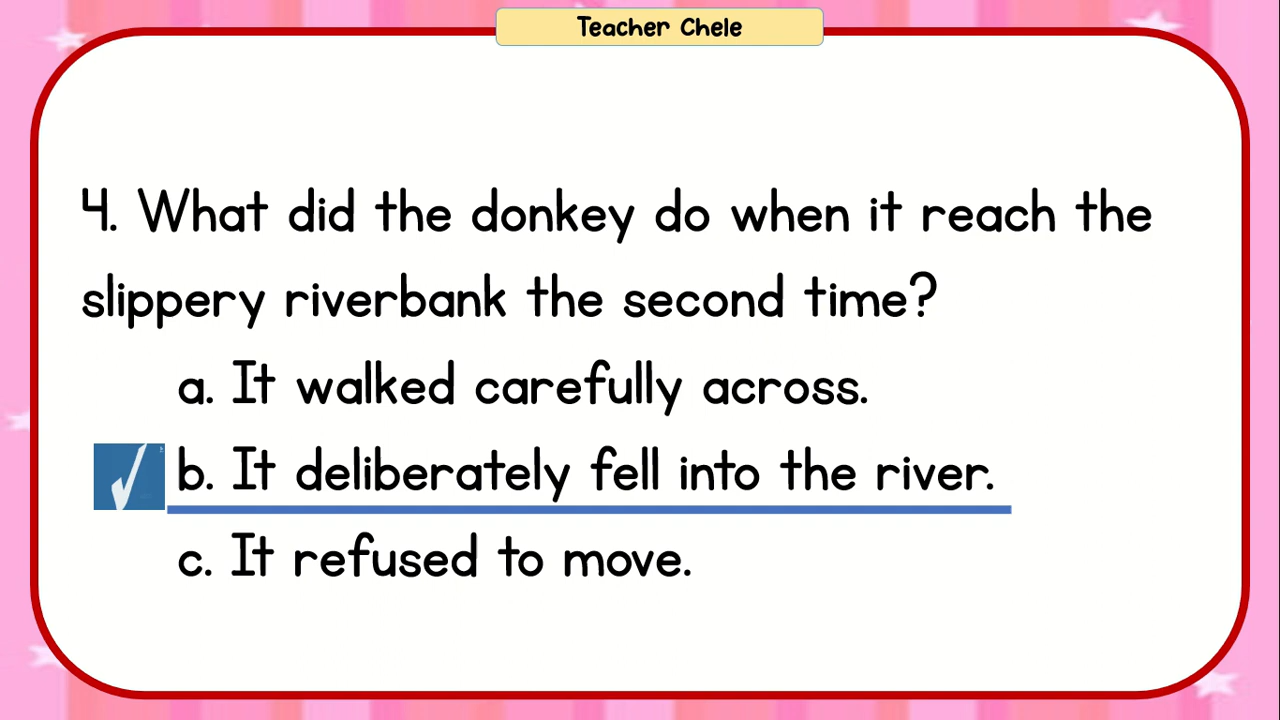 Teacher Chele
4. What did the donkey do when it reach the
slippery riverbank the second time?
a. It walked carefully across.
b. It deliberately fell into the river.
c. It refused to move.